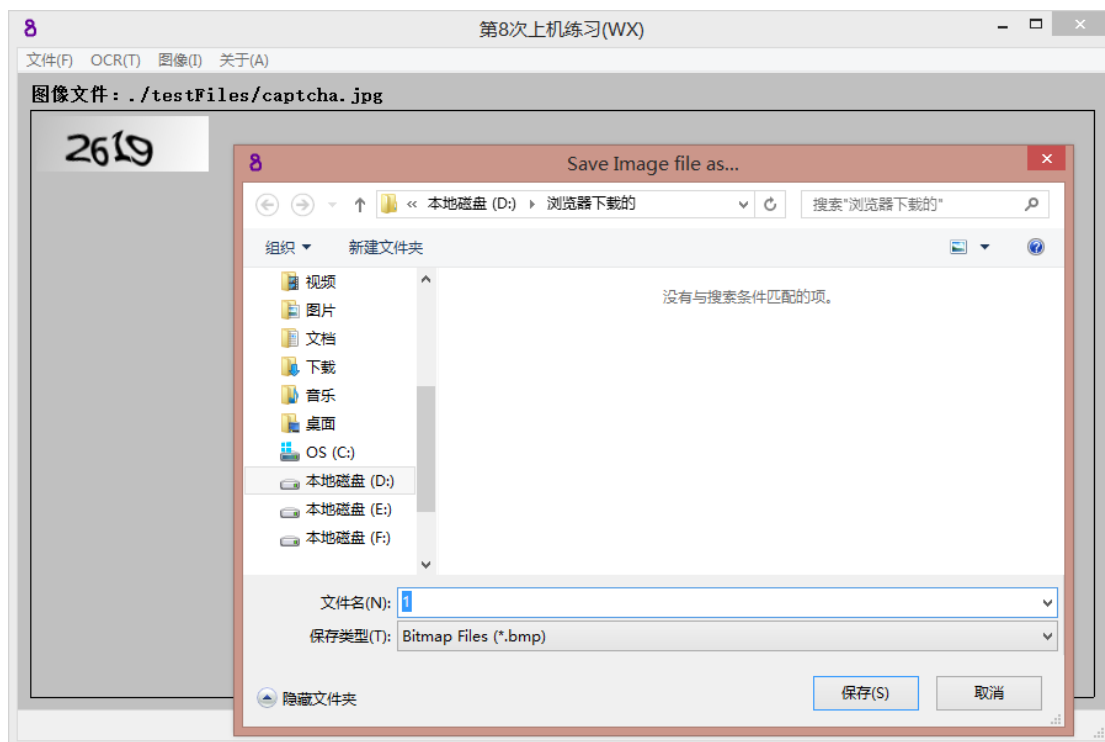 8 第8次上机练习(WX)
文件(F) OCR(T) 图像(I) 关于(A)
图像文件：./testFiles/captcha.jpg
2619
8 Save Image file as...
« 本地磁盘 (D:) 浏览器下载的 搜索"浏览器下载的"
组织 新建文件夹
视频
没有与搜索条件匹配的项。
图片
文档
下载
音乐
桌面
OS (C:)
本地磁盘 (D:)
本地磁盘 (E:)
本地磁盘 (F:)
文件名(N): 1
保存类型(T): Bitmap Files (*.bmp)
隐藏文件夹 保存(S) 取消